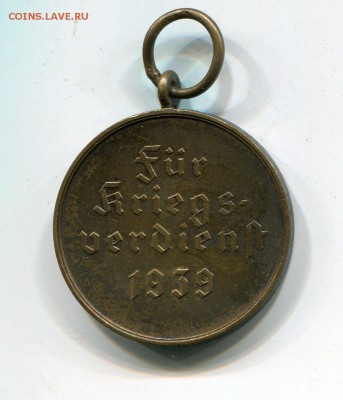 COINS.LAVE.RU
Für
Kriegs-
verdienst
1939